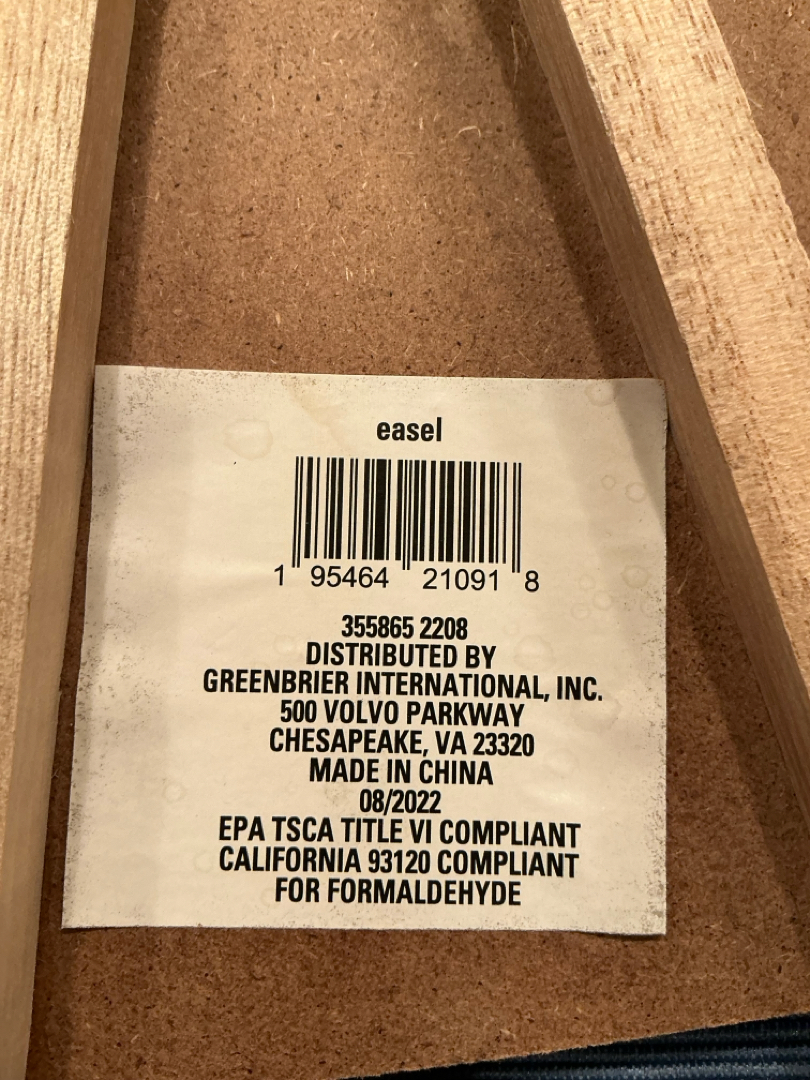 easel
1 95464 21091 8
355865 2208
DISTRIBUTED BY
GREENBRIER INTERNATIONAL, INC.
500 VOLVO PARKWAY
CHESAPEAKE, VA 23320
MADE IN CHINA
08/2022
EPA TSCA TITLE VI COMPLIANT
CALIFORNIA 93120 COMPLIANT
FOR FORMALDEHYDE